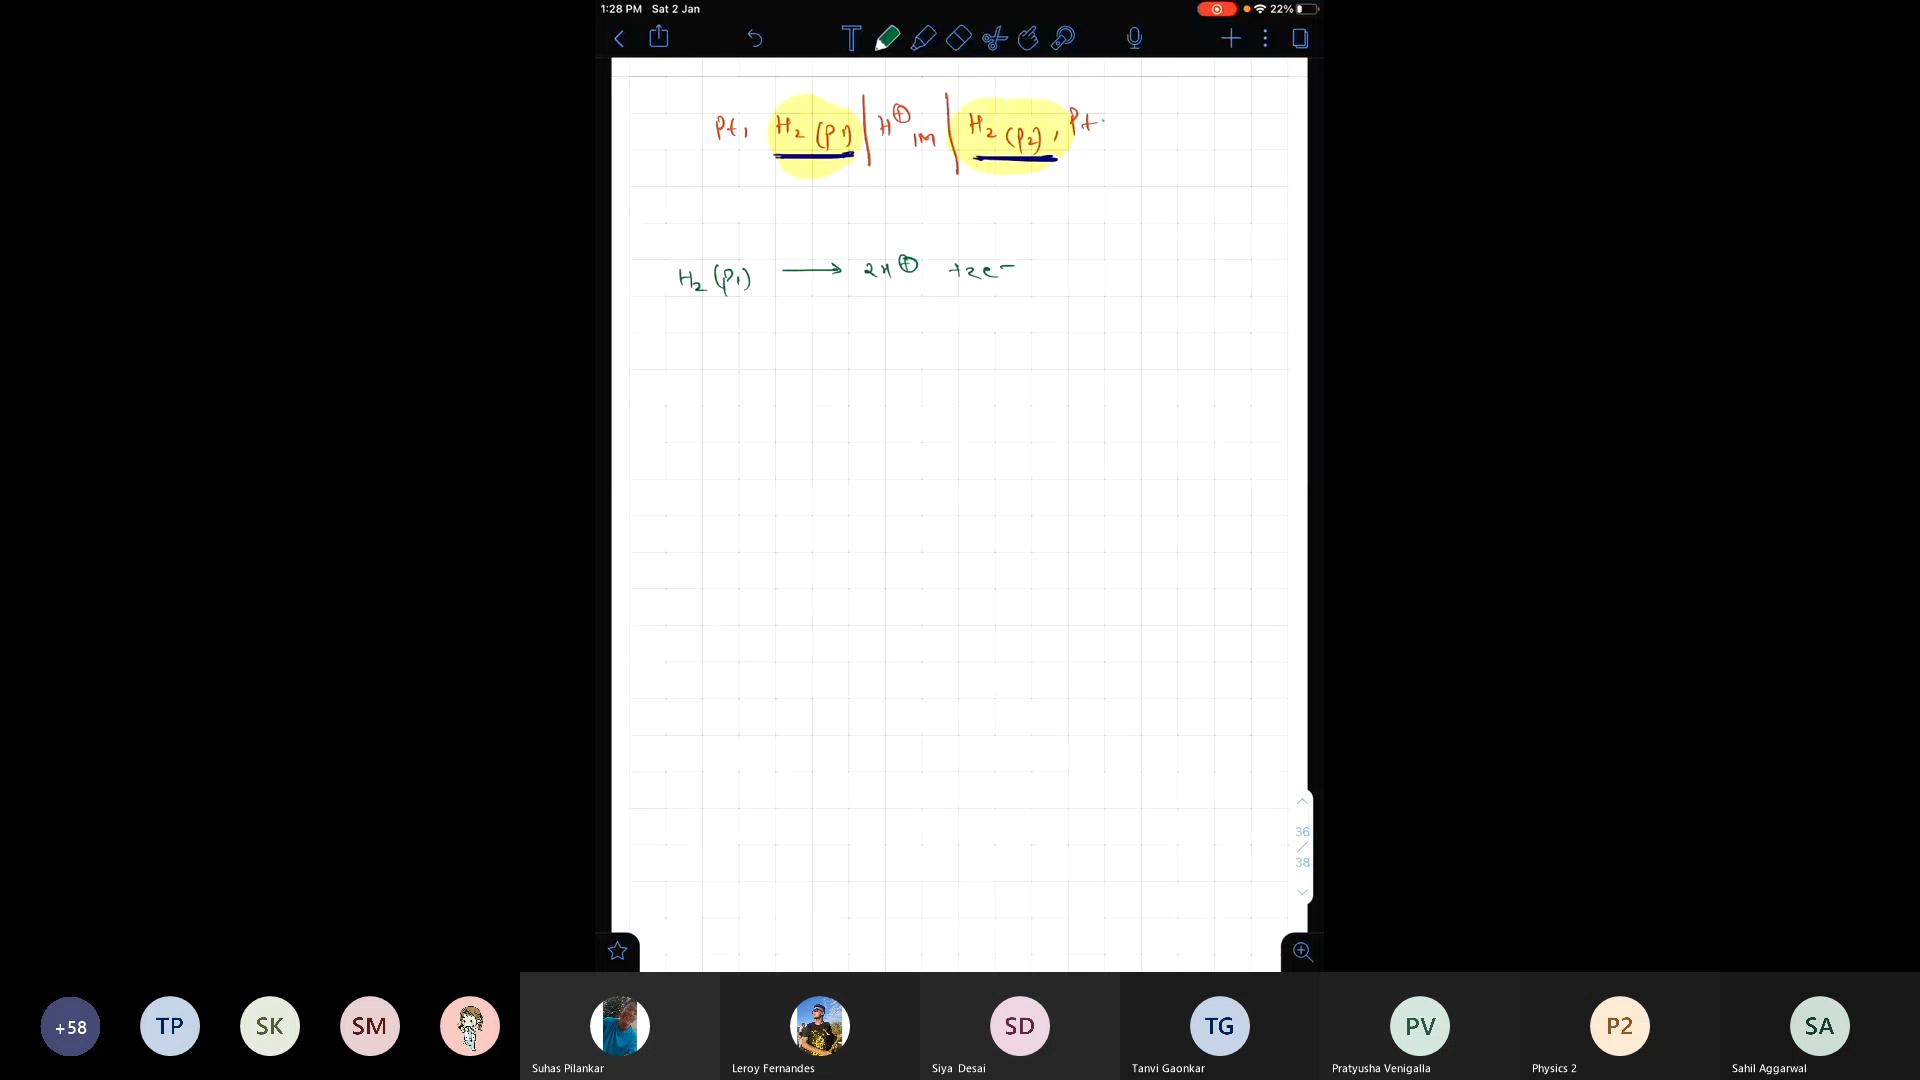 1:28 PM Sat 2 Jan
22%
Pt, H₂ (P₁) | H⊕ 1M | H₂ (P₂), Pt.
H₂ (P₁) ⟶ 2H⊕ +2e⁻
36
/
38
+58
TP
SK
SM
SD
TG
PV
P2
SA
Suhas Pilankar
Leroy Fernandes
Siya Desai
Tanvi Gaonkar
Pratyusha Venigalla
Physics 2
Sahil Aggarwal